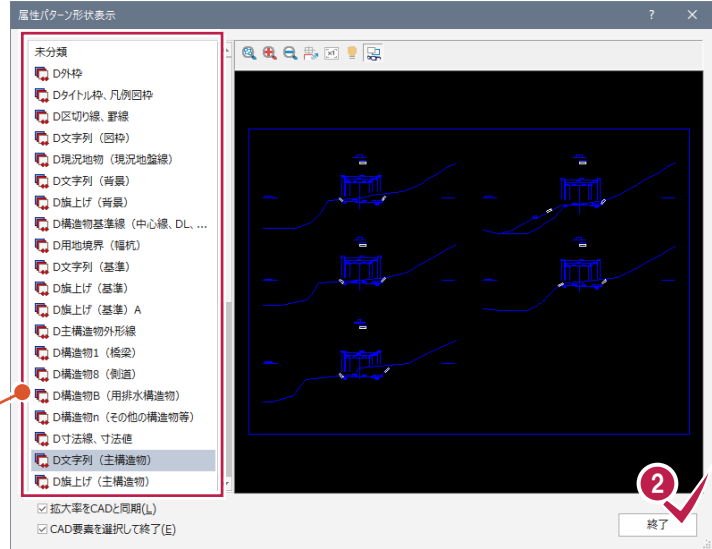 属性パターン形状表示
? ×
未分類
D外枠
Dタイトル枠、凡例図枠
D区切り線、罫線
D文字列（図枠）
D現況地物（現況地盤線）
D文字列（背景）
D旗上げ（背景）
D構造物基準線（中心線、DL、...
D用地境界（幅杭）
D文字列（基準）
D旗上げ（基準）
D旗上げ（基準）A
D主構造物外形線
D構造物1（橋梁）
D構造物8（側道）
D構造物B（用排水構造物）
D構造物n（その他の構造物等）
D寸法線、寸法値
D文字列（主構造物）
D旗上げ（主構造物）
拡大率をCADと同期(L)
CAD要素を選択して終了(E)
x1
2
終了